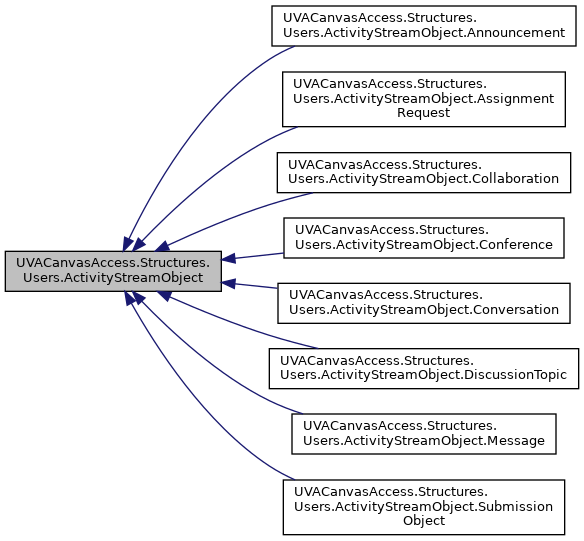 UVACanvasAccess.Structures.
Users.ActivityStreamObject.Announcement
UVACanvasAccess.Structures.
Users.ActivityStreamObject.Assignment
Request
UVACanvasAccess.Structures.
Users.ActivityStreamObject.Collaboration
UVACanvasAccess.Structures.
Users.ActivityStreamObject.Conference
UVACanvasAccess.Structures.
Users.ActivityStreamObject
UVACanvasAccess.Structures.
Users.ActivityStreamObject.Conversation
UVACanvasAccess.Structures.
Users.ActivityStreamObject.DiscussionTopic
UVACanvasAccess.Structures.
Users.ActivityStreamObject.Message
UVACanvasAccess.Structures.
Users.ActivityStreamObject.Submission
Object